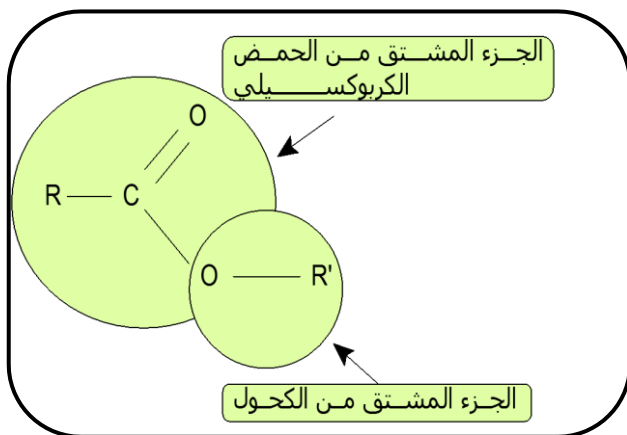 الجزء المشتق من الحمض
الكربوكسيلي
O
R — C
O — R'
الجزء المشتق من الكحول